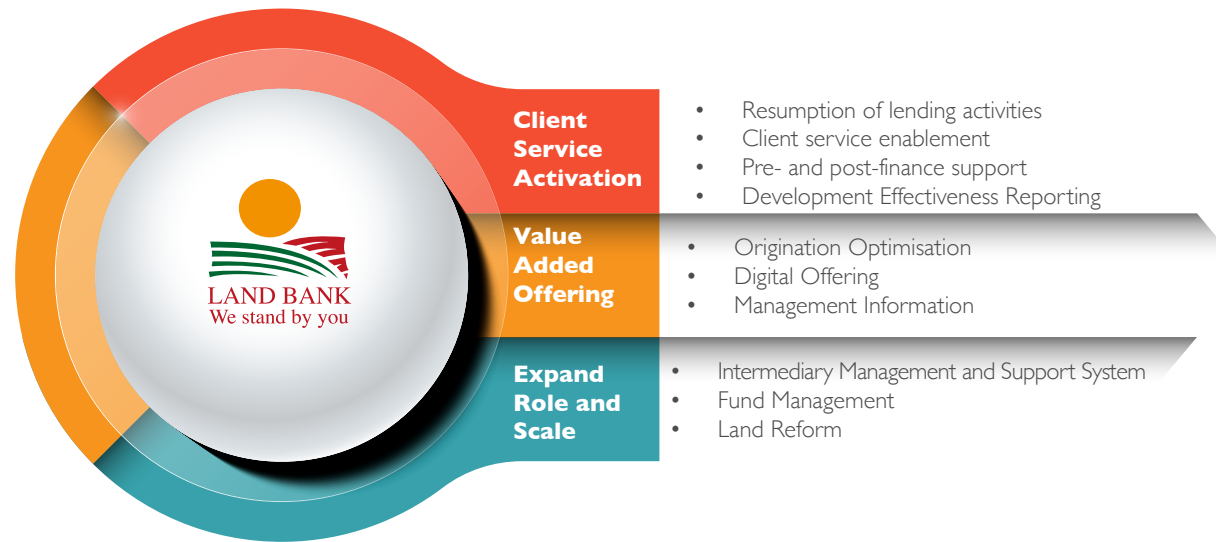 LAND BANK
We stand by you
Client
Service
Activation
• Resumption of lending activities
• Client service enablement
• Pre- and post-finance support
• Development Effectiveness Reporting
Value
Added
Offering
• Origination Optimisation
• Digital Offering
• Management Information
Expand
Role and
Scale
• Intermediary Management and Support System
• Fund Management
• Land Reform